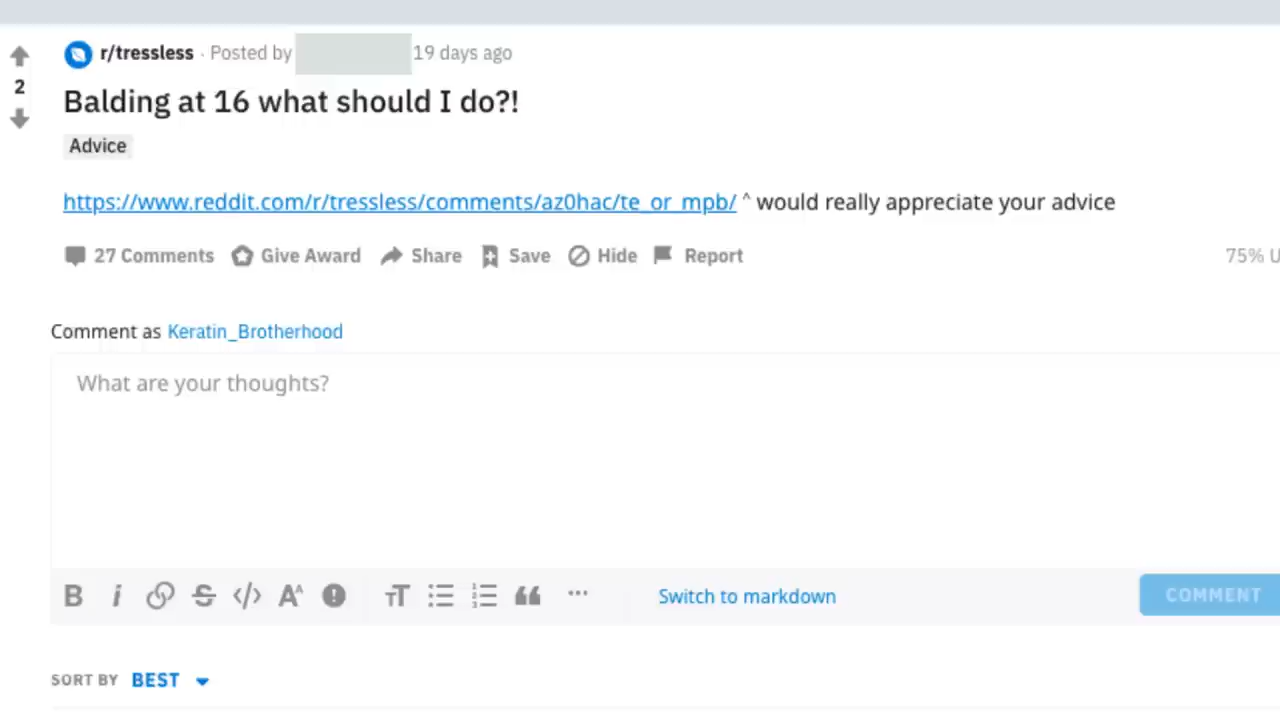 r/tressless · Posted by 19 days ago
2
Balding at 16 what should I do?!
Advice
https://www.reddit.com/r/tressless/comments/az0hac/te_or_mpb/ ^ would really appreciate your advice
27 Comments Give Award Share Save Hide Report 75% U
Comment as Keratin_Brotherhood
What are your thoughts?
B i S </> A^ ! TT ... Switch to markdown COMMENT
SORT BY BEST